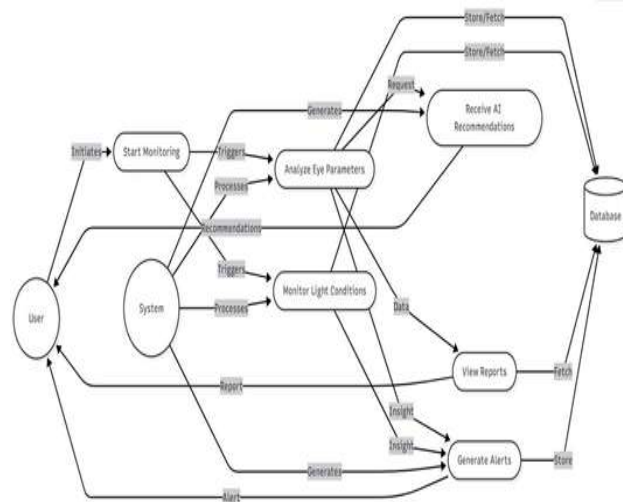 Store/Fetch
Store/Fetch
Request
Generates
Receive AI
Recommendations
Initiates
Start Monitoring
Triggers
Analyze Eye Parameters
Processes
Database
Recommendations
Triggers
Monitor Light Conditions
User
System
Processes
Data
View Reports
Fetch
Report
Insight
Insight
Generate Alerts
Store
Generates
Alert